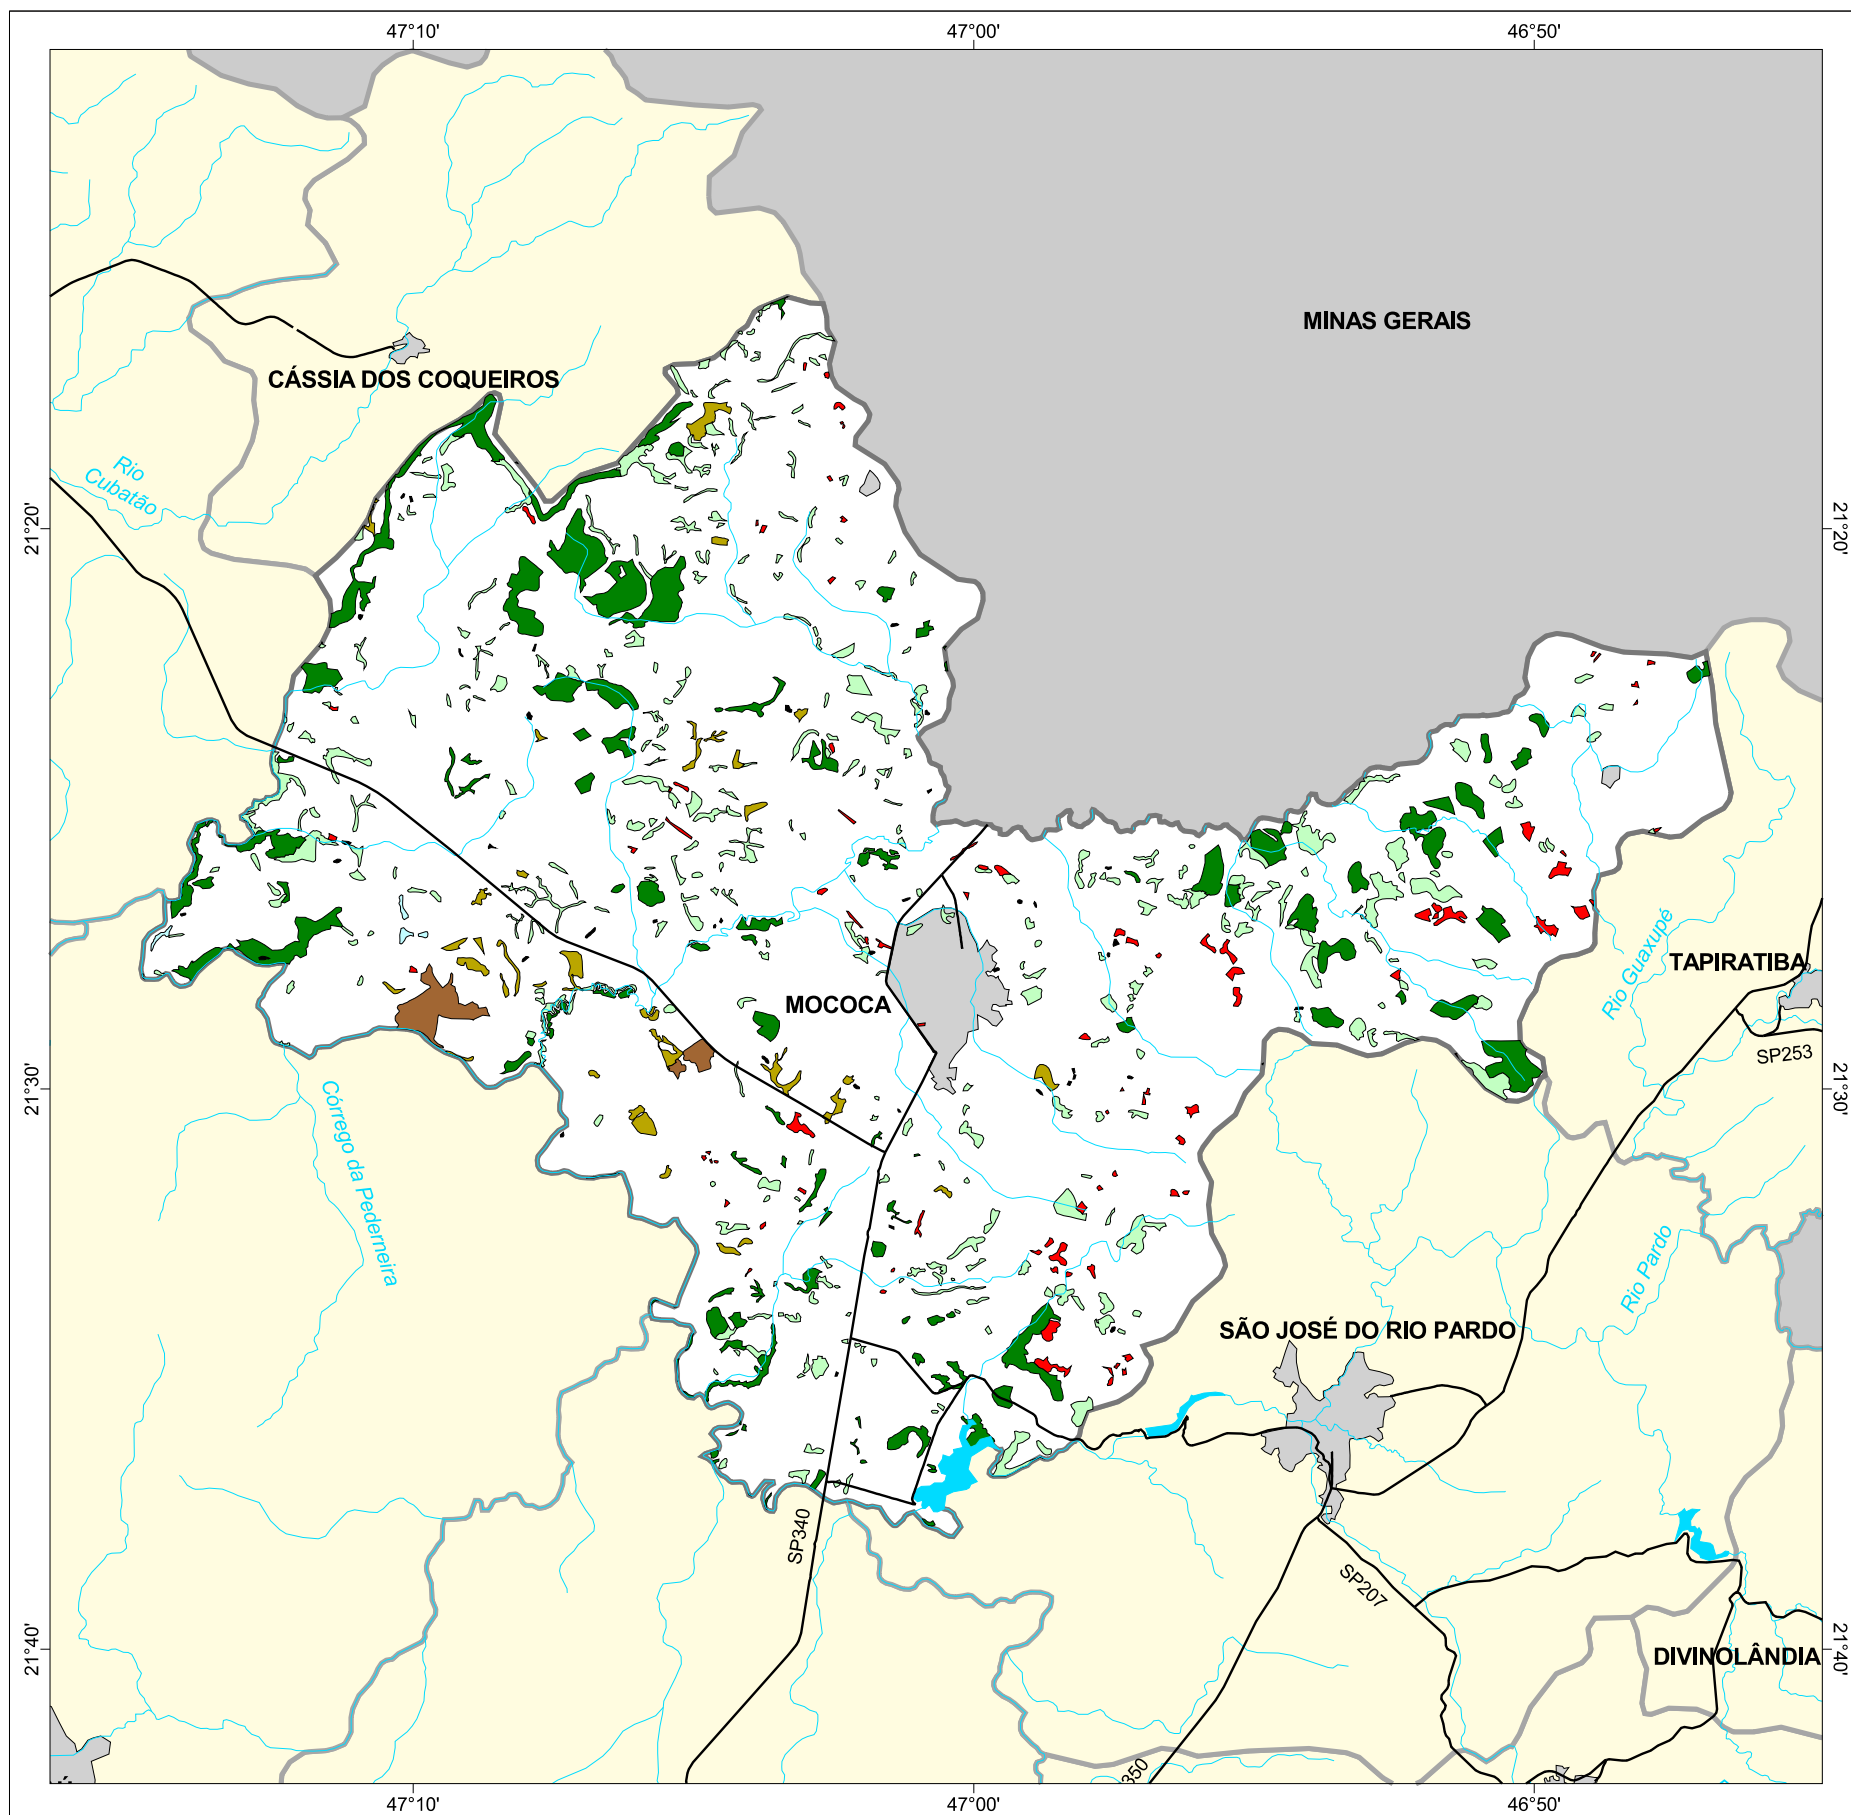 47°10'
47°00'
46°50'
MINAS GERAIS
CÁSSIA DOS COQUEIROS
Rio
Cubatão
21°20'
21°20'
Rio Guaxupé
TAPIRATIBA
MOCOCA
SP253
21°30'
21°30'
Córrego da Pederneira
Rio Pardo
SÃO JOSÉ DO RIO PARDO
SP340
SP207
21°40'
21°40'
DIVINOLÂNDIA
350
47°10'
47°00'
46°50'